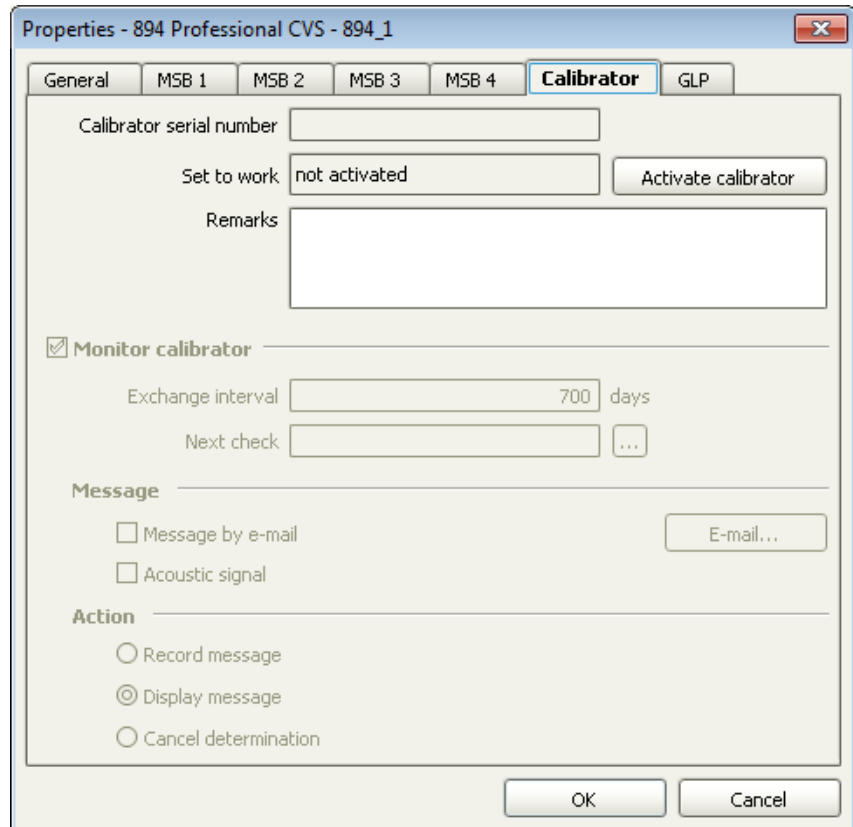 Properties - 894 Professional CVS - 894_1
General MSB 1 MSB 2 MSB 3 MSB 4 Calibrator GLP
Calibrator serial number
Set to work not activated Activate calibrator
Remarks
Monitor calibrator
Exchange interval 700 days
Next check ...
Message
Message by e-mail E-mail...
Acoustic signal
Action
Record message
Display message
Cancel determination
OK Cancel